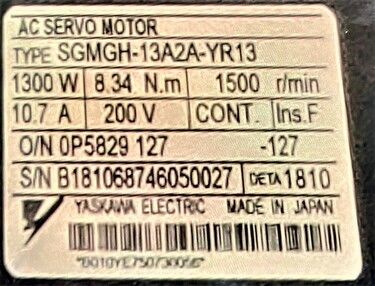 AC SERVO MOTOR
TYPE SGMGH-13A2A-YR13
1300 W 8.34 N.m 1500 r/min
10.7 A 200 V CONT. Ins.F
O/N 0P5829 127 -127
S/N B181068746050027 DETA 1810
YASKAWA ELECTRIC MADE IN JAPAN